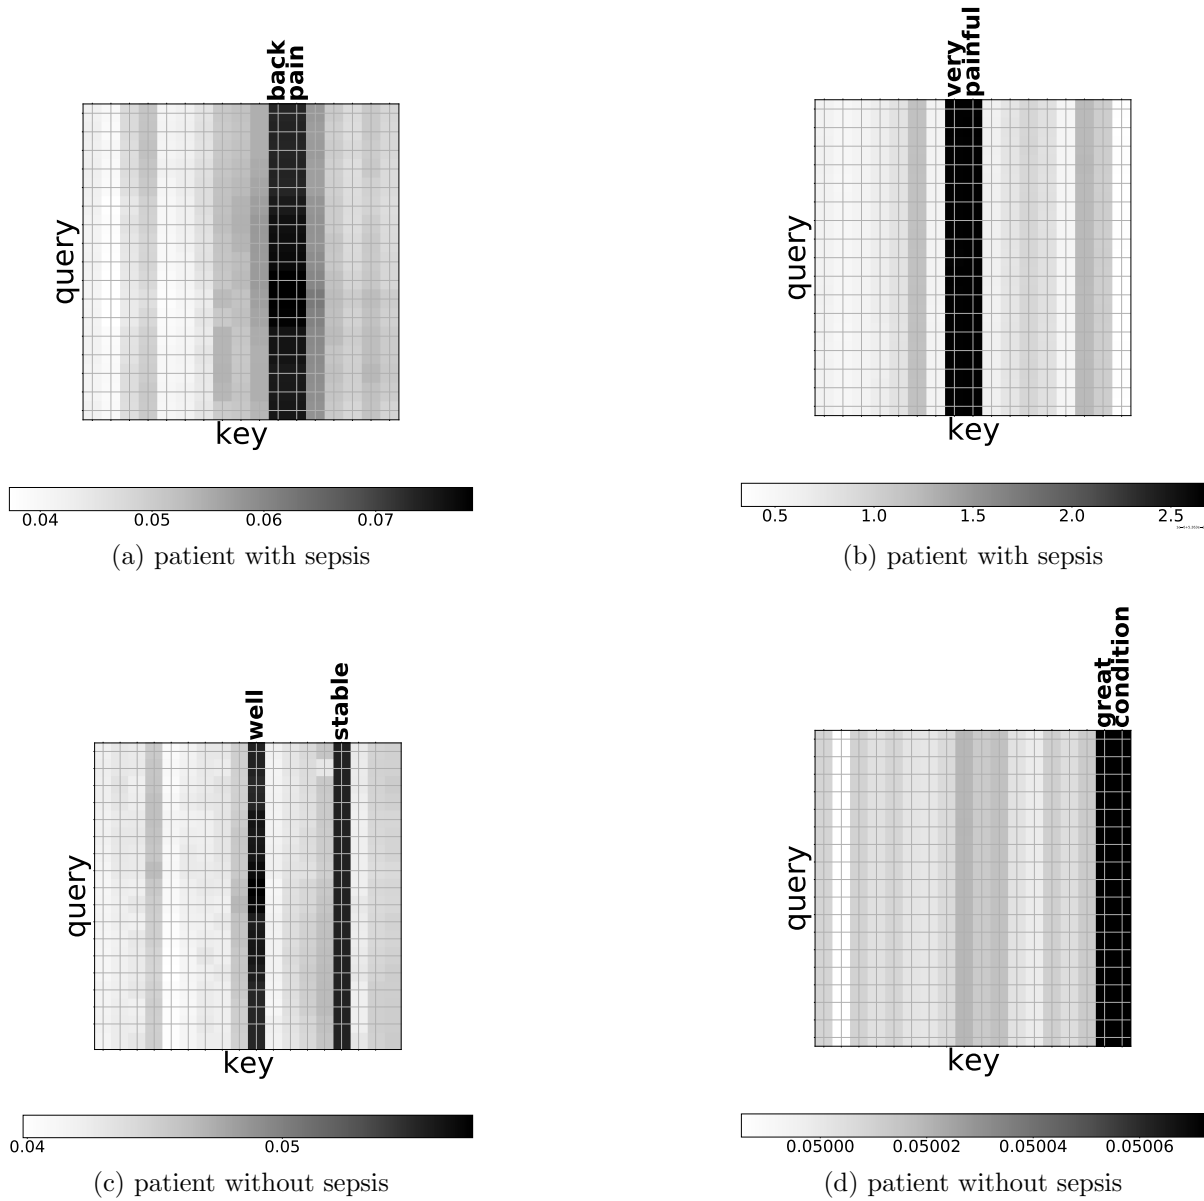 back
pain
query
key
0.04 0.05 0.06 0.07
(a) patient with sepsis
very
painful
query
key
0.5 1.0 1.5 2.0 2.5
(b) patient with sepsis
well
stable
query
key
0.04 0.05
(c) patient without sepsis
great
condition
query
key
0.05000 0.05002 0.05004 0.05006
(d) patient without sepsis